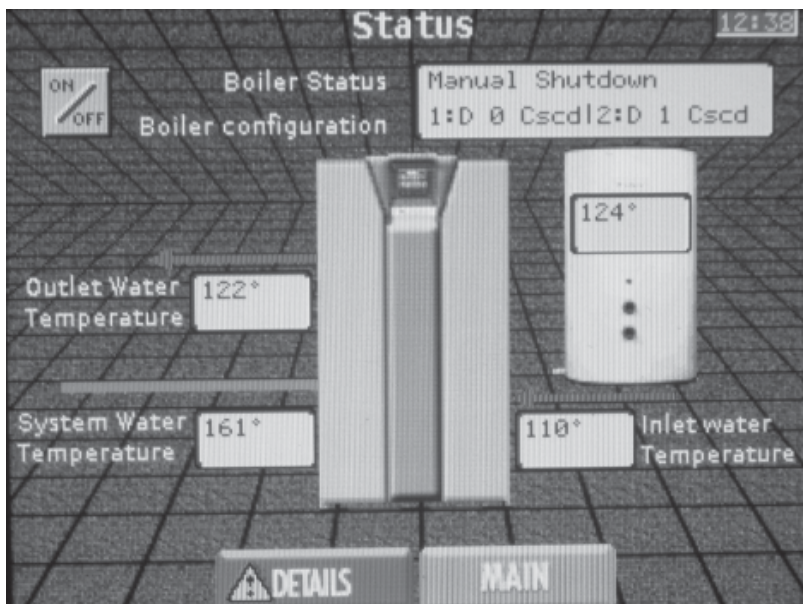 Status
12:38
ON
OFF
Boiler Status
Manual Shutdown
Boiler configuration
1:D 0 Cscd|2:D 1 Cscd
124°
Outlet Water
Temperature
122°
System Water
Temperature
161°
110°
Inlet water
Temperature
DETAILS
MAIN